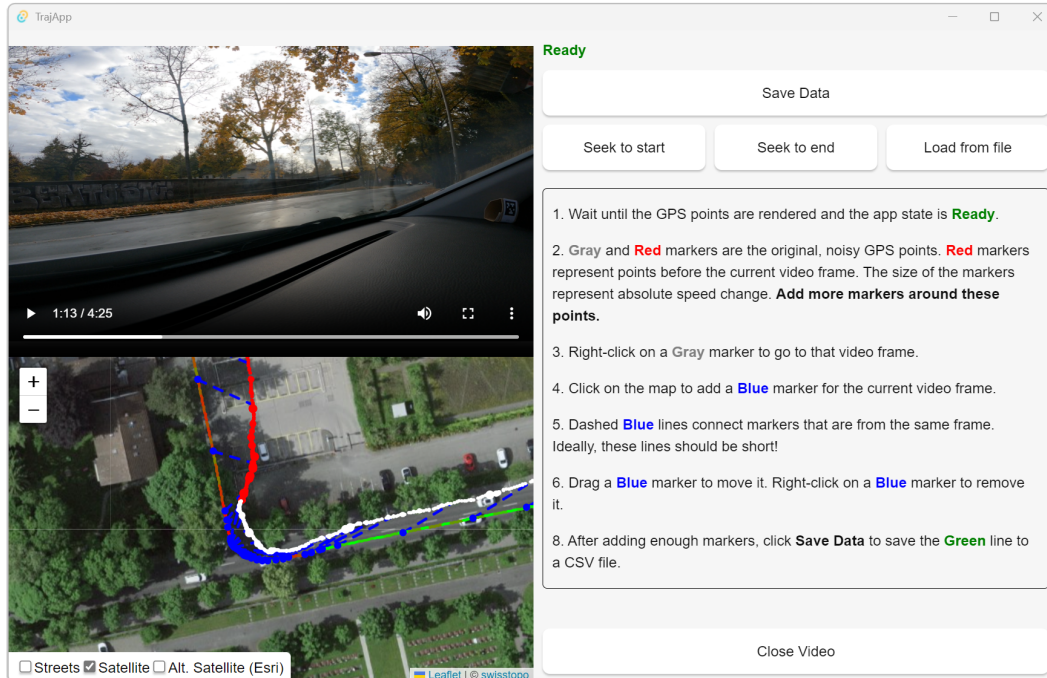 TrajApp
Ready
Save Data
Seek to start
Seek to end
Load from file
1:13 / 4:25
1. Wait until the GPS points are rendered and the app state is Ready.
2. Gray and Red markers are the original, noisy GPS points. Red markers
represent points before the current video frame. The size of the markers
represent absolute speed change. Add more markers around these
points.
3. Right-click on a Gray marker to go to that video frame.
4. Click on the map to add a Blue marker for the current video frame.
5. Dashed Blue lines connect markers that are from the same frame.
Ideally, these lines should be short!
6. Drag a Blue marker to move it. Right-click on a Blue marker to remove
it.
8. After adding enough markers, click Save Data to save the Green line to
a CSV file.
+
−
Streets Satellite Alt. Satellite (Esri)
Leaflet | © swisstopo
Close Video